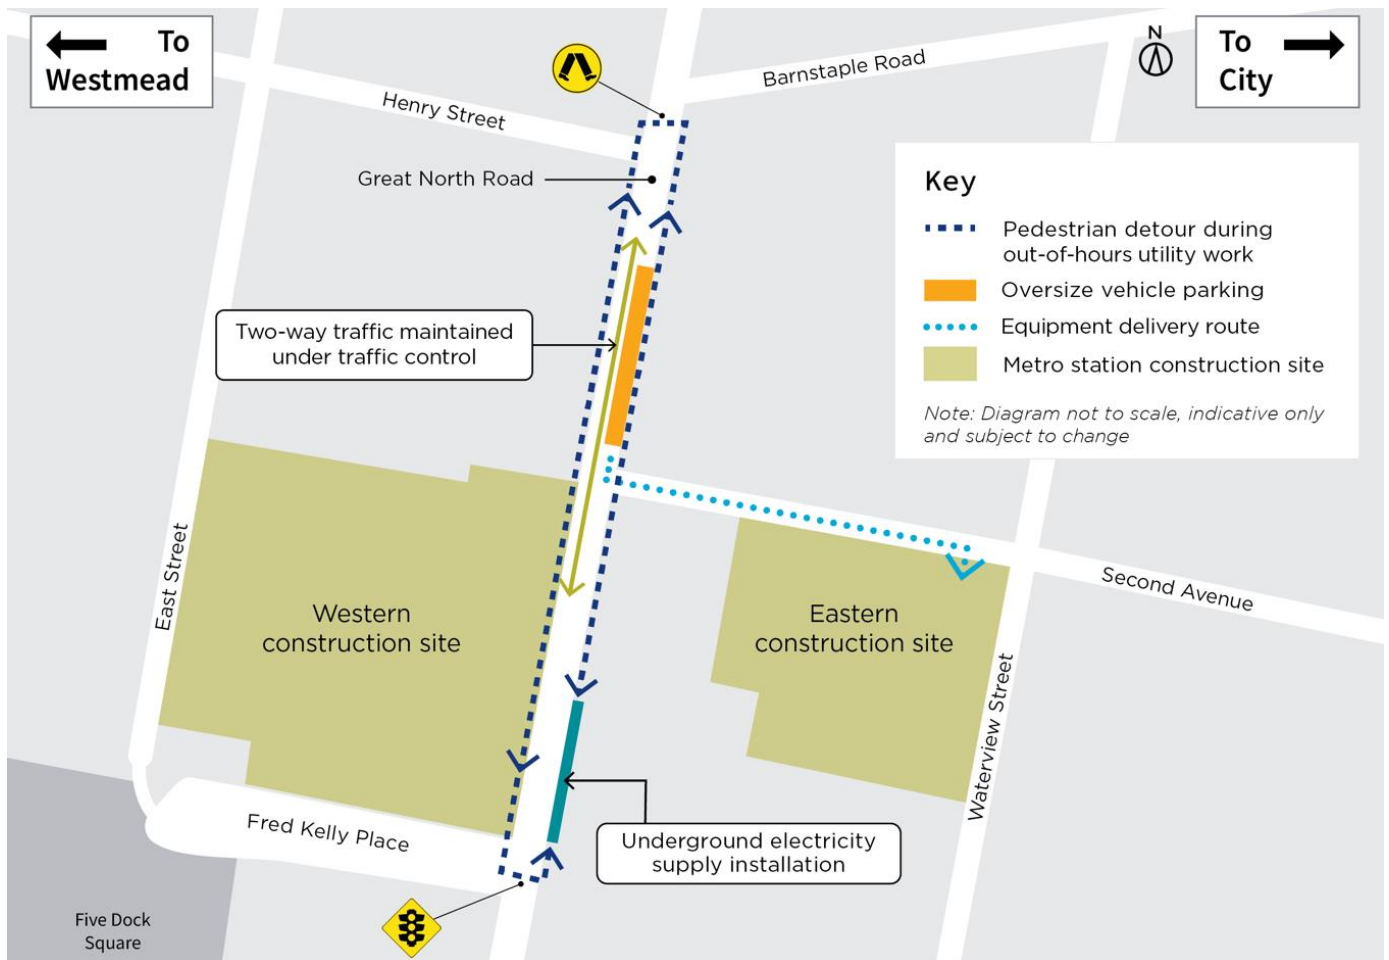 To
Westmead
N
To
City
Barnstaple Road
Henry Street
Great North Road
Key
Pedestrian detour during
out-of-hours utility work
Oversize vehicle parking
Equipment delivery route
Metro station construction site
Note: Diagram not to scale, indicative only
and subject to change
Two-way traffic maintained
under traffic control
East Street
Western
construction site
Eastern
construction site
Second Avenue
Waterview Street
Fred Kelly Place
Underground electricity
supply installation
Five Dock
Square